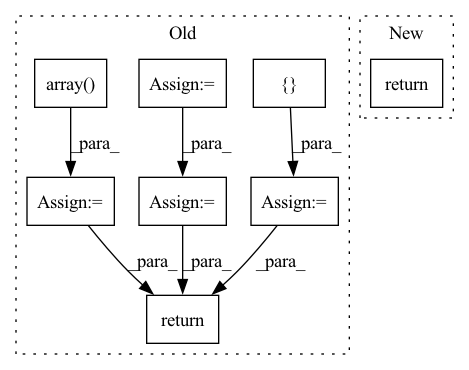 Old
New
array()
Assign:=
{}
return
_para_
_para_
_para_
Assign:=
Assign:=
Assign:=
_para_
_para_
_para_
return